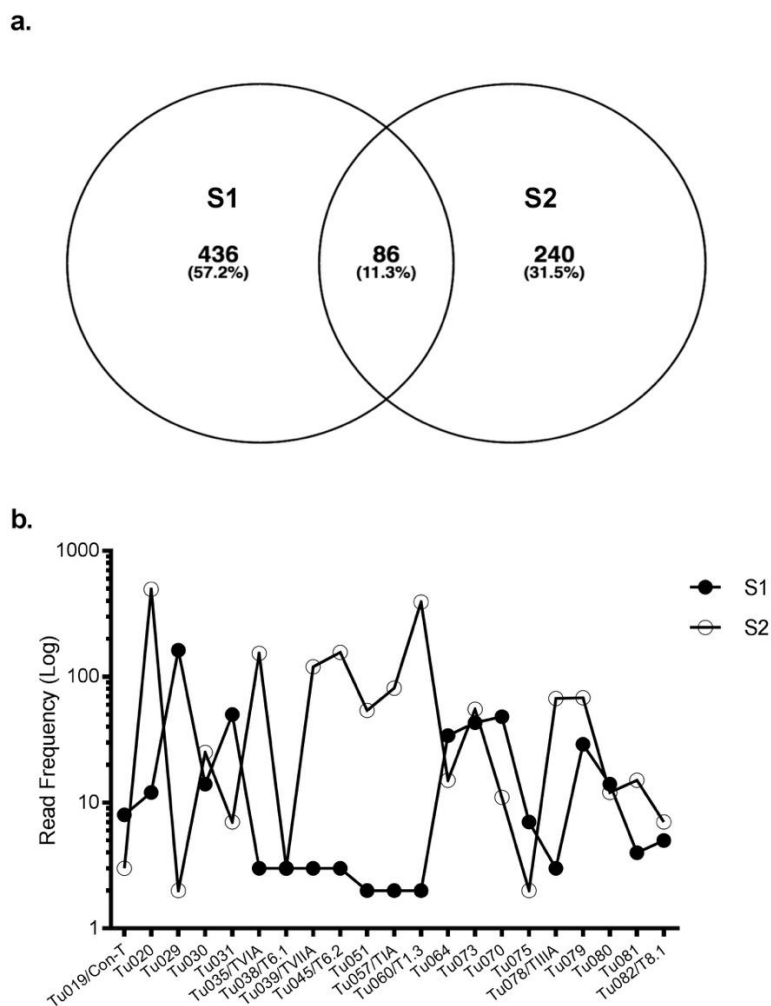 a.
S1 S2
436 86 240
(57.2%) (11.3%) (31.5%)
b.
1000
100
10
1
Read Frequency (Log)
S1
S2
Tu019/Con-T
Tu020
Tu029
Tu030
Tu031
Tu035/TVIA
Tu038/T6.1
Tu039/TVIIA
Tu045/T6.2
Tu051
Tu057/TIA
Tu060/T1.3
Tu064
Tu073
Tu070
Tu075
Tu078/TIIIA
Tu079
Tu080
Tu081
Tu082/T8.1